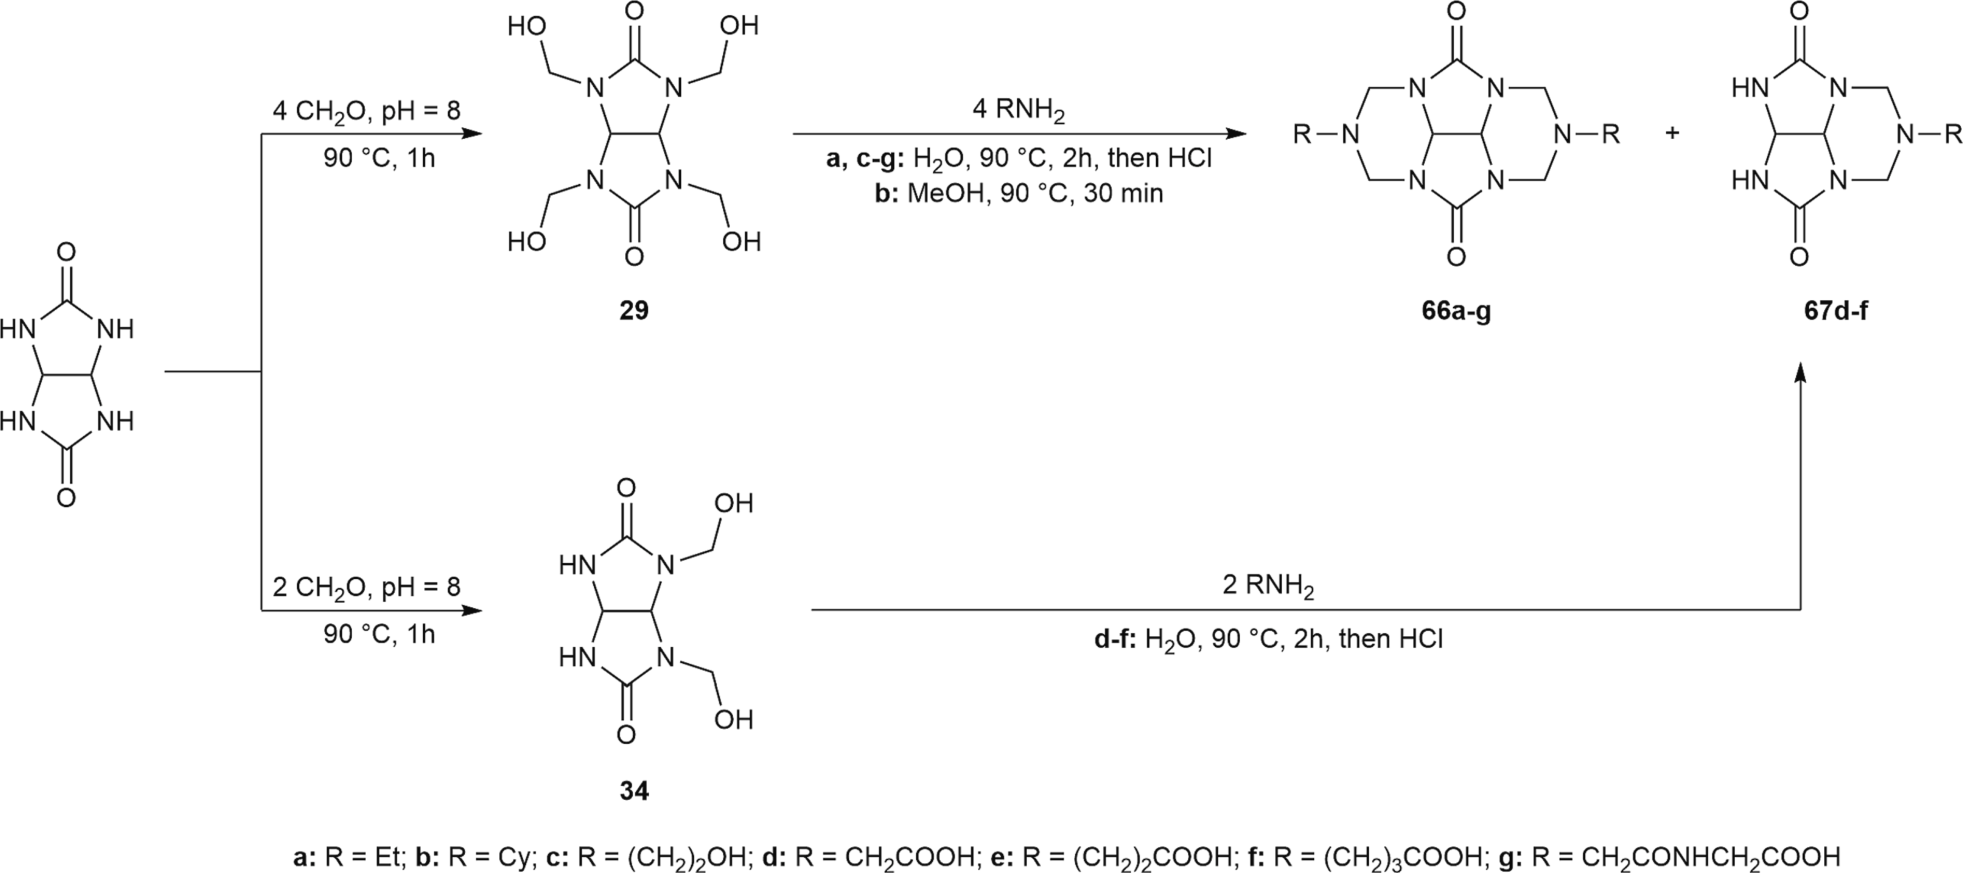 4 CH₂O, pH = 8
90 °C, 1h
HO
O
OH
N
N
N
N
HO
O
OH
29
4 RNH₂
a, c-g: H₂O, 90 °C, 2h, then HCl
b: MeOH, 90 °C, 30 min
O
N
N
R
N
N
R
N
N
O
66a-g
+
O
HN
N
N
R
HN
N
O
67d-f
O
HN
NH
HN
NH
O
2 CH₂O, pH = 8
90 °C, 1h
O
OH
HN
N
HN
N
O
OH
34
2 RNH₂
d-f: H₂O, 90 °C, 2h, then HCl
a: R = Et; b: R = Cy; c: R = (CH₂)₂OH; d: R = CH₂COOH; e: R = (CH₂)₂COOH; f: R = (CH₂)₃COOH; g: R = CH₂CONHCH₂COOH